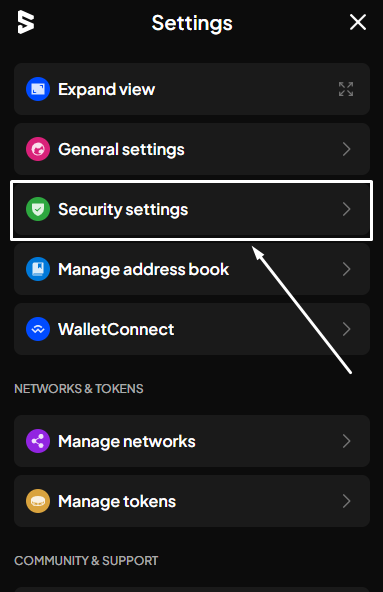 Settings
Expand view
General settings
Security settings
Manage address book
WalletConnect
NETWORKS & TOKENS
Manage networks
Manage tokens
COMMUNITY & SUPPORT